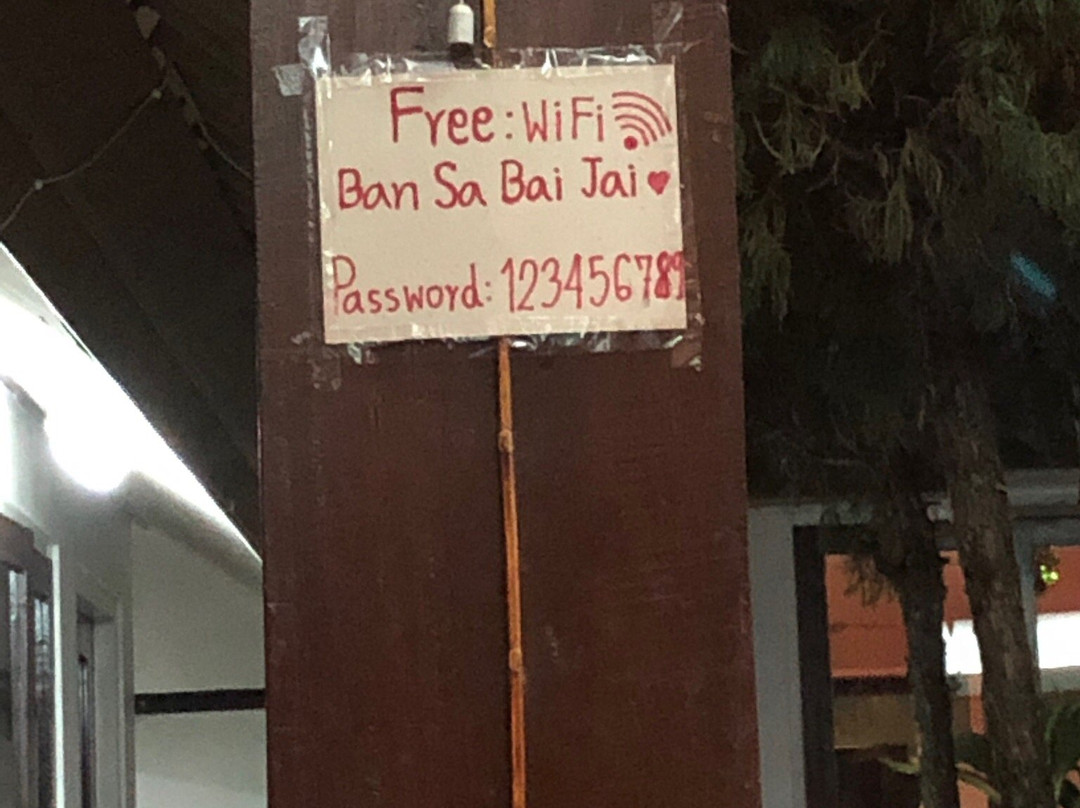 Free: WiFi
Ban Sa Bai Jai ♥
Password: 123456789